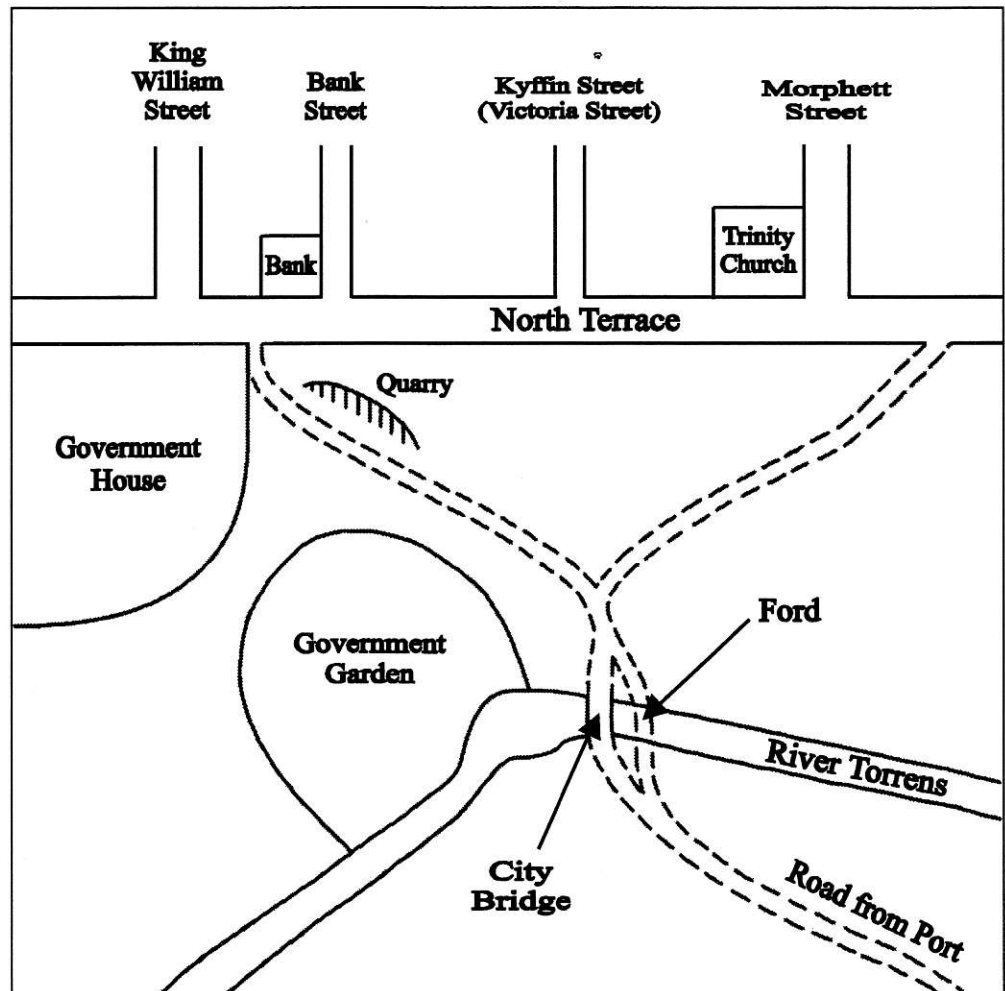 King
William
Street
Bank
Street
Kyffin Street
(Victoria Street)
Morphett
Street
Bank
Trinity
Church
North Terrace
Quarry
Government
House
Ford
Government
Garden
River Torrens
City
Bridge
Road from Port